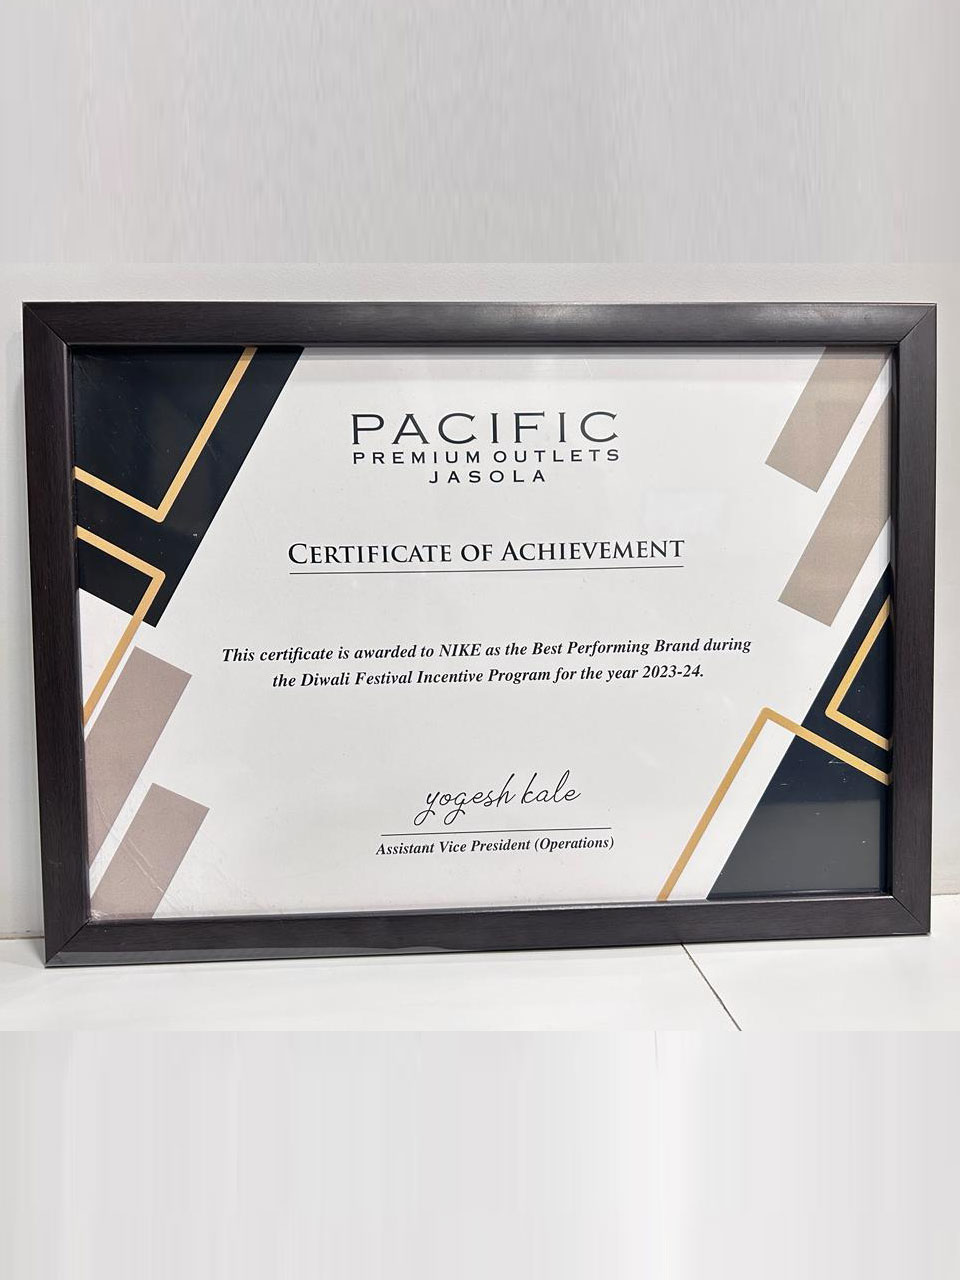 PACIFIC
PREMIUM OUTLETS
JASOLA
CERTIFICATE OF ACHIEVEMENT
This certificate is awarded to NIKE as the Best Performing Brand during
the Diwali Festival Incentive Program for the year 2023-24.
yogesh kale
Assistant Vice President (Operations)